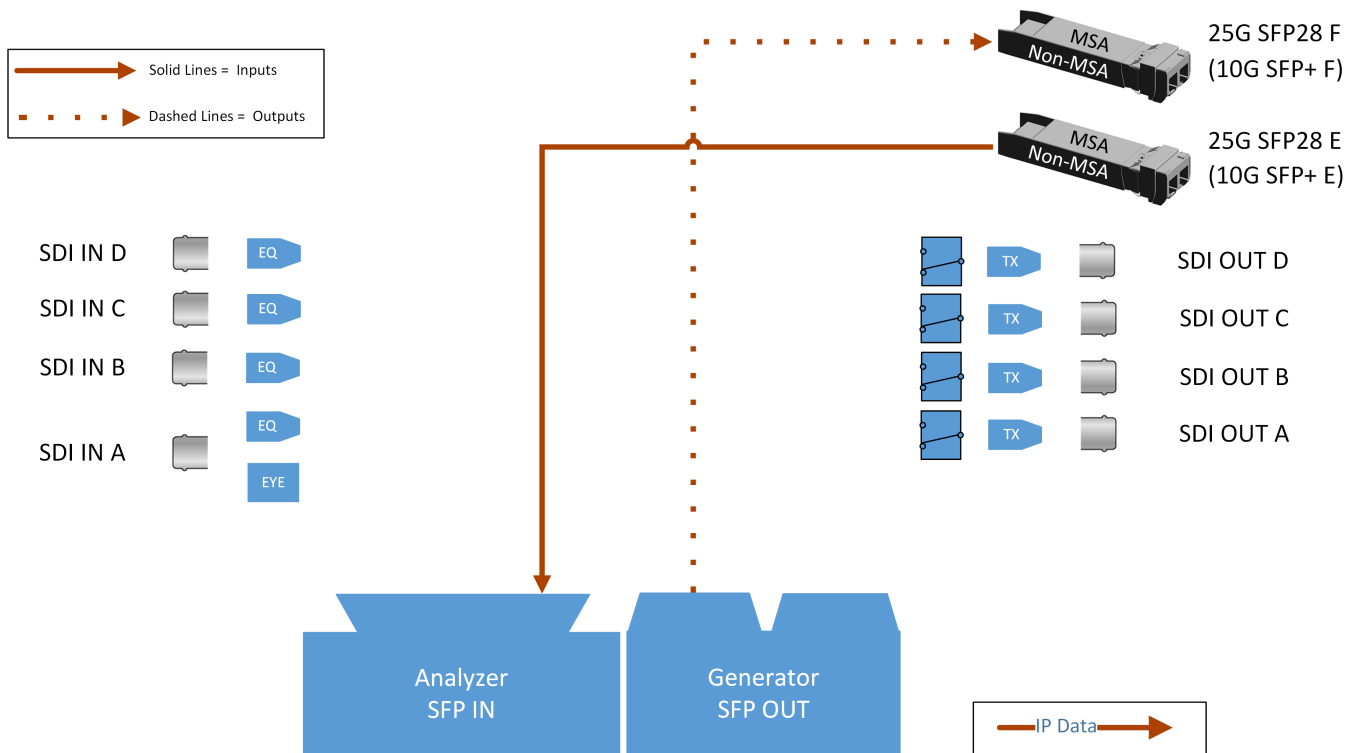 MSA
Non-MSA
25G SFP28 F
(10G SFP+ F)
Solid Lines = Inputs
Dashed Lines = Outputs
MSA
Non-MSA
25G SFP28 E
(10G SFP+ E)
SDI IN D
EQ
TX
SDI OUT D
SDI IN C
EQ
TX
SDI OUT C
SDI IN B
EQ
TX
SDI OUT B
EQ
SDI IN A
EYE
TX
SDI OUT A
Analyzer
SFP IN
Generator
SFP OUT
IP Data